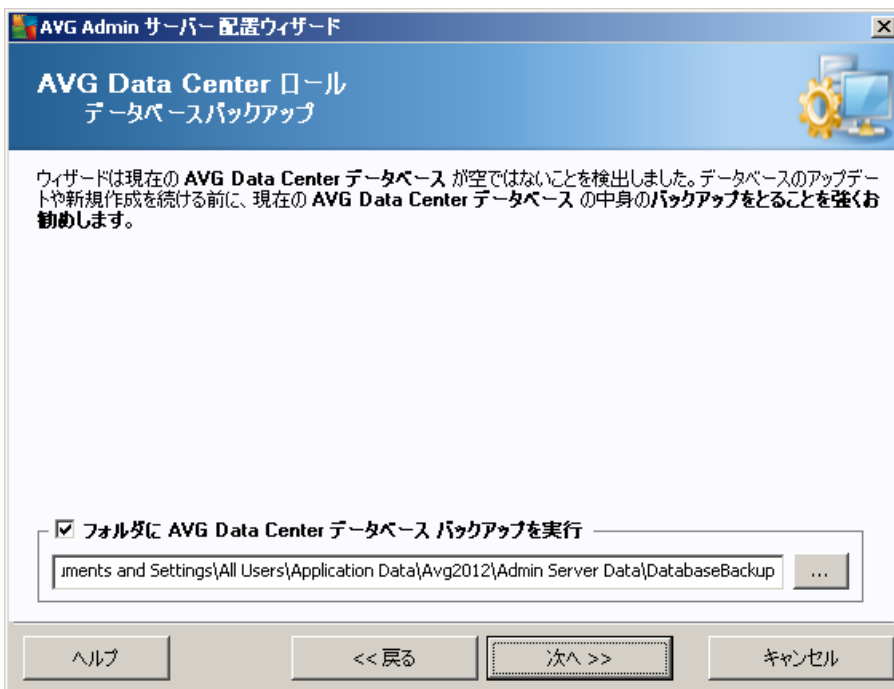 AVG Admin サーバー 配置ウィザード
AVG Data Center ロール
データベースバックアップ
ウィザードは現在の AVG Data Center データベース が空ではないことを検出しました。データベースのアップデー
トや新規作成を続ける前に、現在の AVG Data Center データベース の中身のバックアップをとることを強くお
勧めします。
フォルダに AVG Data Center データベース バックアップを実行
uments and Settings\All Users\Application Data\Avg2012\Admin Server Data\DatabaseBackup
...
ヘルプ
<< 戻る
次へ >>
キャンセル